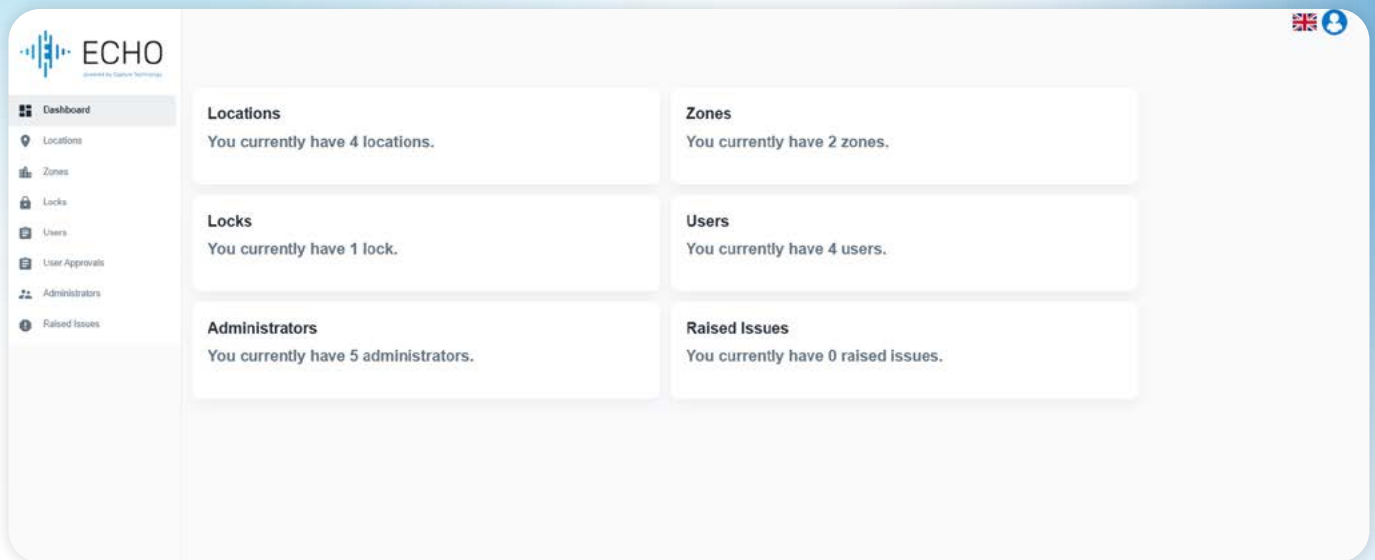 ECHO
Dashboard
Locations
Zones
Locks
Users
User Approvals
Administrators
Raised Issues
Locations
You currently have 4 locations.
Zones
You currently have 2 zones.
Locks
You currently have 1 lock.
Users
You currently have 4 users.
Administrators
You currently have 5 administrators.
Raised Issues
You currently have 0 raised issues.